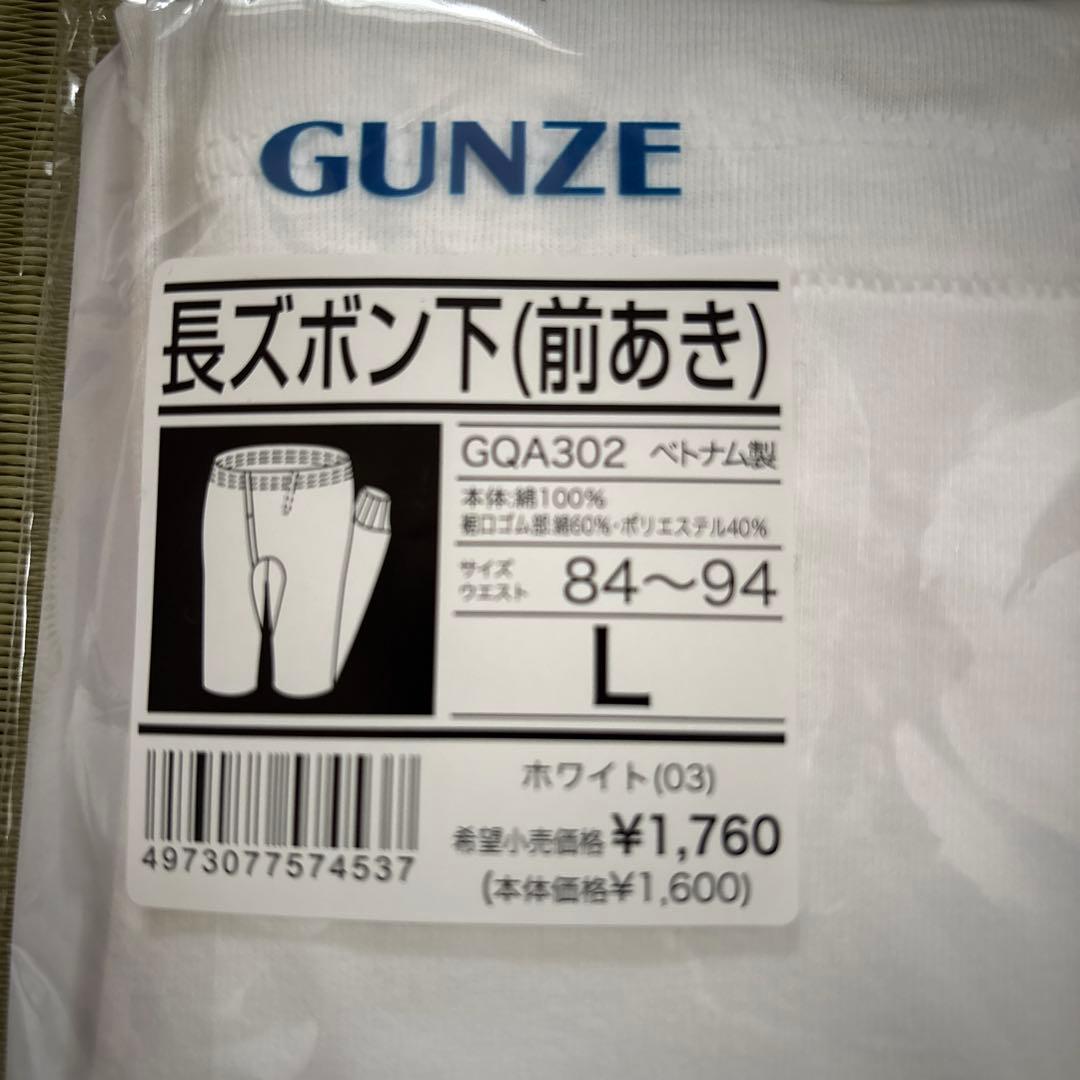 GUNZE
長ズボン下(前あき)
GQA302 ベトナム製
本体:綿100%
裾口ゴム部:綿60%・ポリエステル40%
サイズ
ウエスト 84〜94
L
ホワイト(03)
希望小売価格 ¥1,760
(本体価格¥1,600)
4973077574537